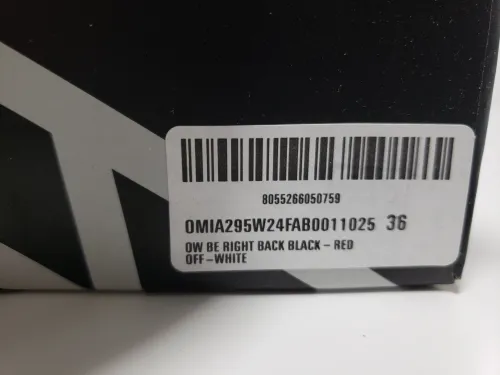 8055266050759
OMIA295W24FAB0011025 36
OW BE RIGHT BACK BLACK - RED
OFF-WHITE